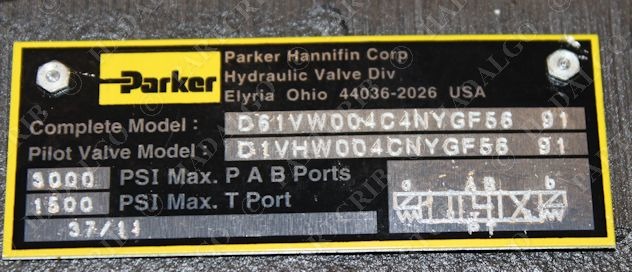 Parker
Parker Hannifin Corp
Hydraulic Valve Div.
Elyria Ohio 44036-2026 USA
Complete Model : D61VW004C4NYGF56 91
Pilot Valve Model : D1VHW004CNYGF56 91
3000 PSI Max. P A B Ports
1500 PSI Max. T Port
37/11
a A B b
P T